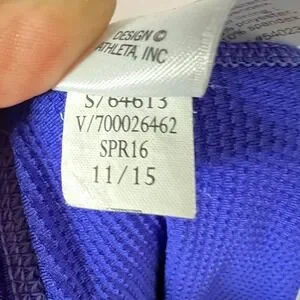 DESIGN ©
ATHLETA, INC
S/64613
V/700026462
SPR16
11/15